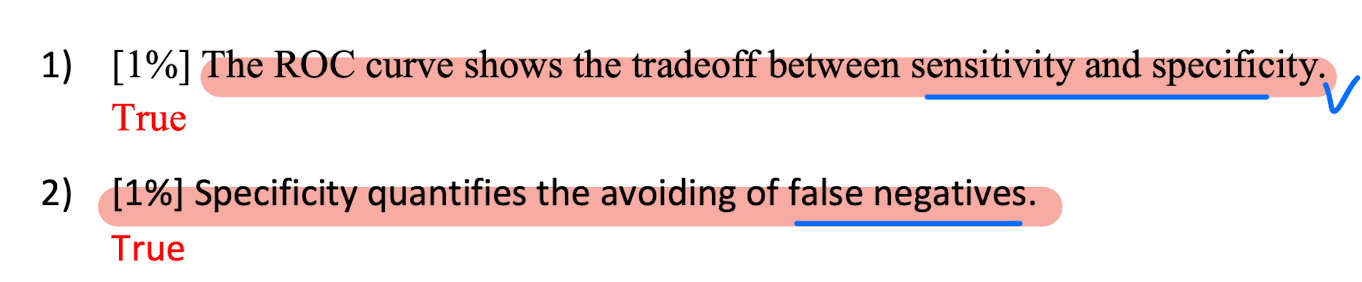 1) [1%] The ROC curve shows the tradeoff between sensitivity and specificity.
True
2) [1%] Specificity quantifies the avoiding of false negatives.
True